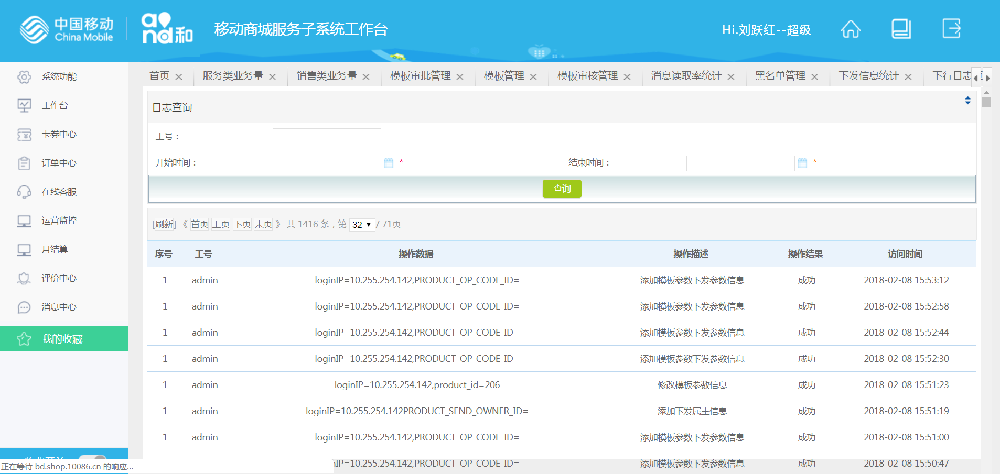 中国移动
China Mobile
and和
移动商城服务子系统工作台
Hi.刘跃红--超级
系统功能
工作台
卡券中心
订单中心
在线客服
运营监控
月结算
评价中心
消息中心
我的收藏
首页 服务类业务量 销售类业务量 模板审批管理 模板管理 模板审核管理 消息读取率统计 黑名单管理 下发信息统计 下行日志
日志查询
工号：
开始时间： * 结束时间： *
查询
[刷新] 《 首页 上页 下页 末页 》 共 1416 条，第 32 ▼ / 71页
序号 工号 操作数据 操作描述 操作结果 访问时间
1 admin loginIP=10.255.254.142,PRODUCT_OP_CODE_ID= 添加模板参数下发参数信息 成功 2018-02-08 15:53:12
1 admin loginIP=10.255.254.142,PRODUCT_OP_CODE_ID= 添加模板参数下发参数信息 成功 2018-02-08 15:52:58
1 admin loginIP=10.255.254.142,PRODUCT_OP_CODE_ID= 添加模板参数下发参数信息 成功 2018-02-08 15:52:44
1 admin loginIP=10.255.254.142,PRODUCT_OP_CODE_ID= 添加模板参数下发参数信息 成功 2018-02-08 15:52:30
1 admin loginIP=10.255.254.142,product_id=206 修改模板参数信息 成功 2018-02-08 15:51:23
1 admin loginIP=10.255.254.142PRODUCT_SEND_OWNER_ID= 添加下发属主信息 成功 2018-02-08 15:51:19
1 admin loginIP=10.255.254.142,PRODUCT_OP_CODE_ID= 添加模板参数下发参数信息 成功 2018-02-08 15:51:00
IP=10.255.254.142,PRODUCT_OP_CODE_ID= 添加模板参数下发参数信息 成功 2018-02-08 15:50:47
正在等待 bd.shop.10086.cn 的响应...